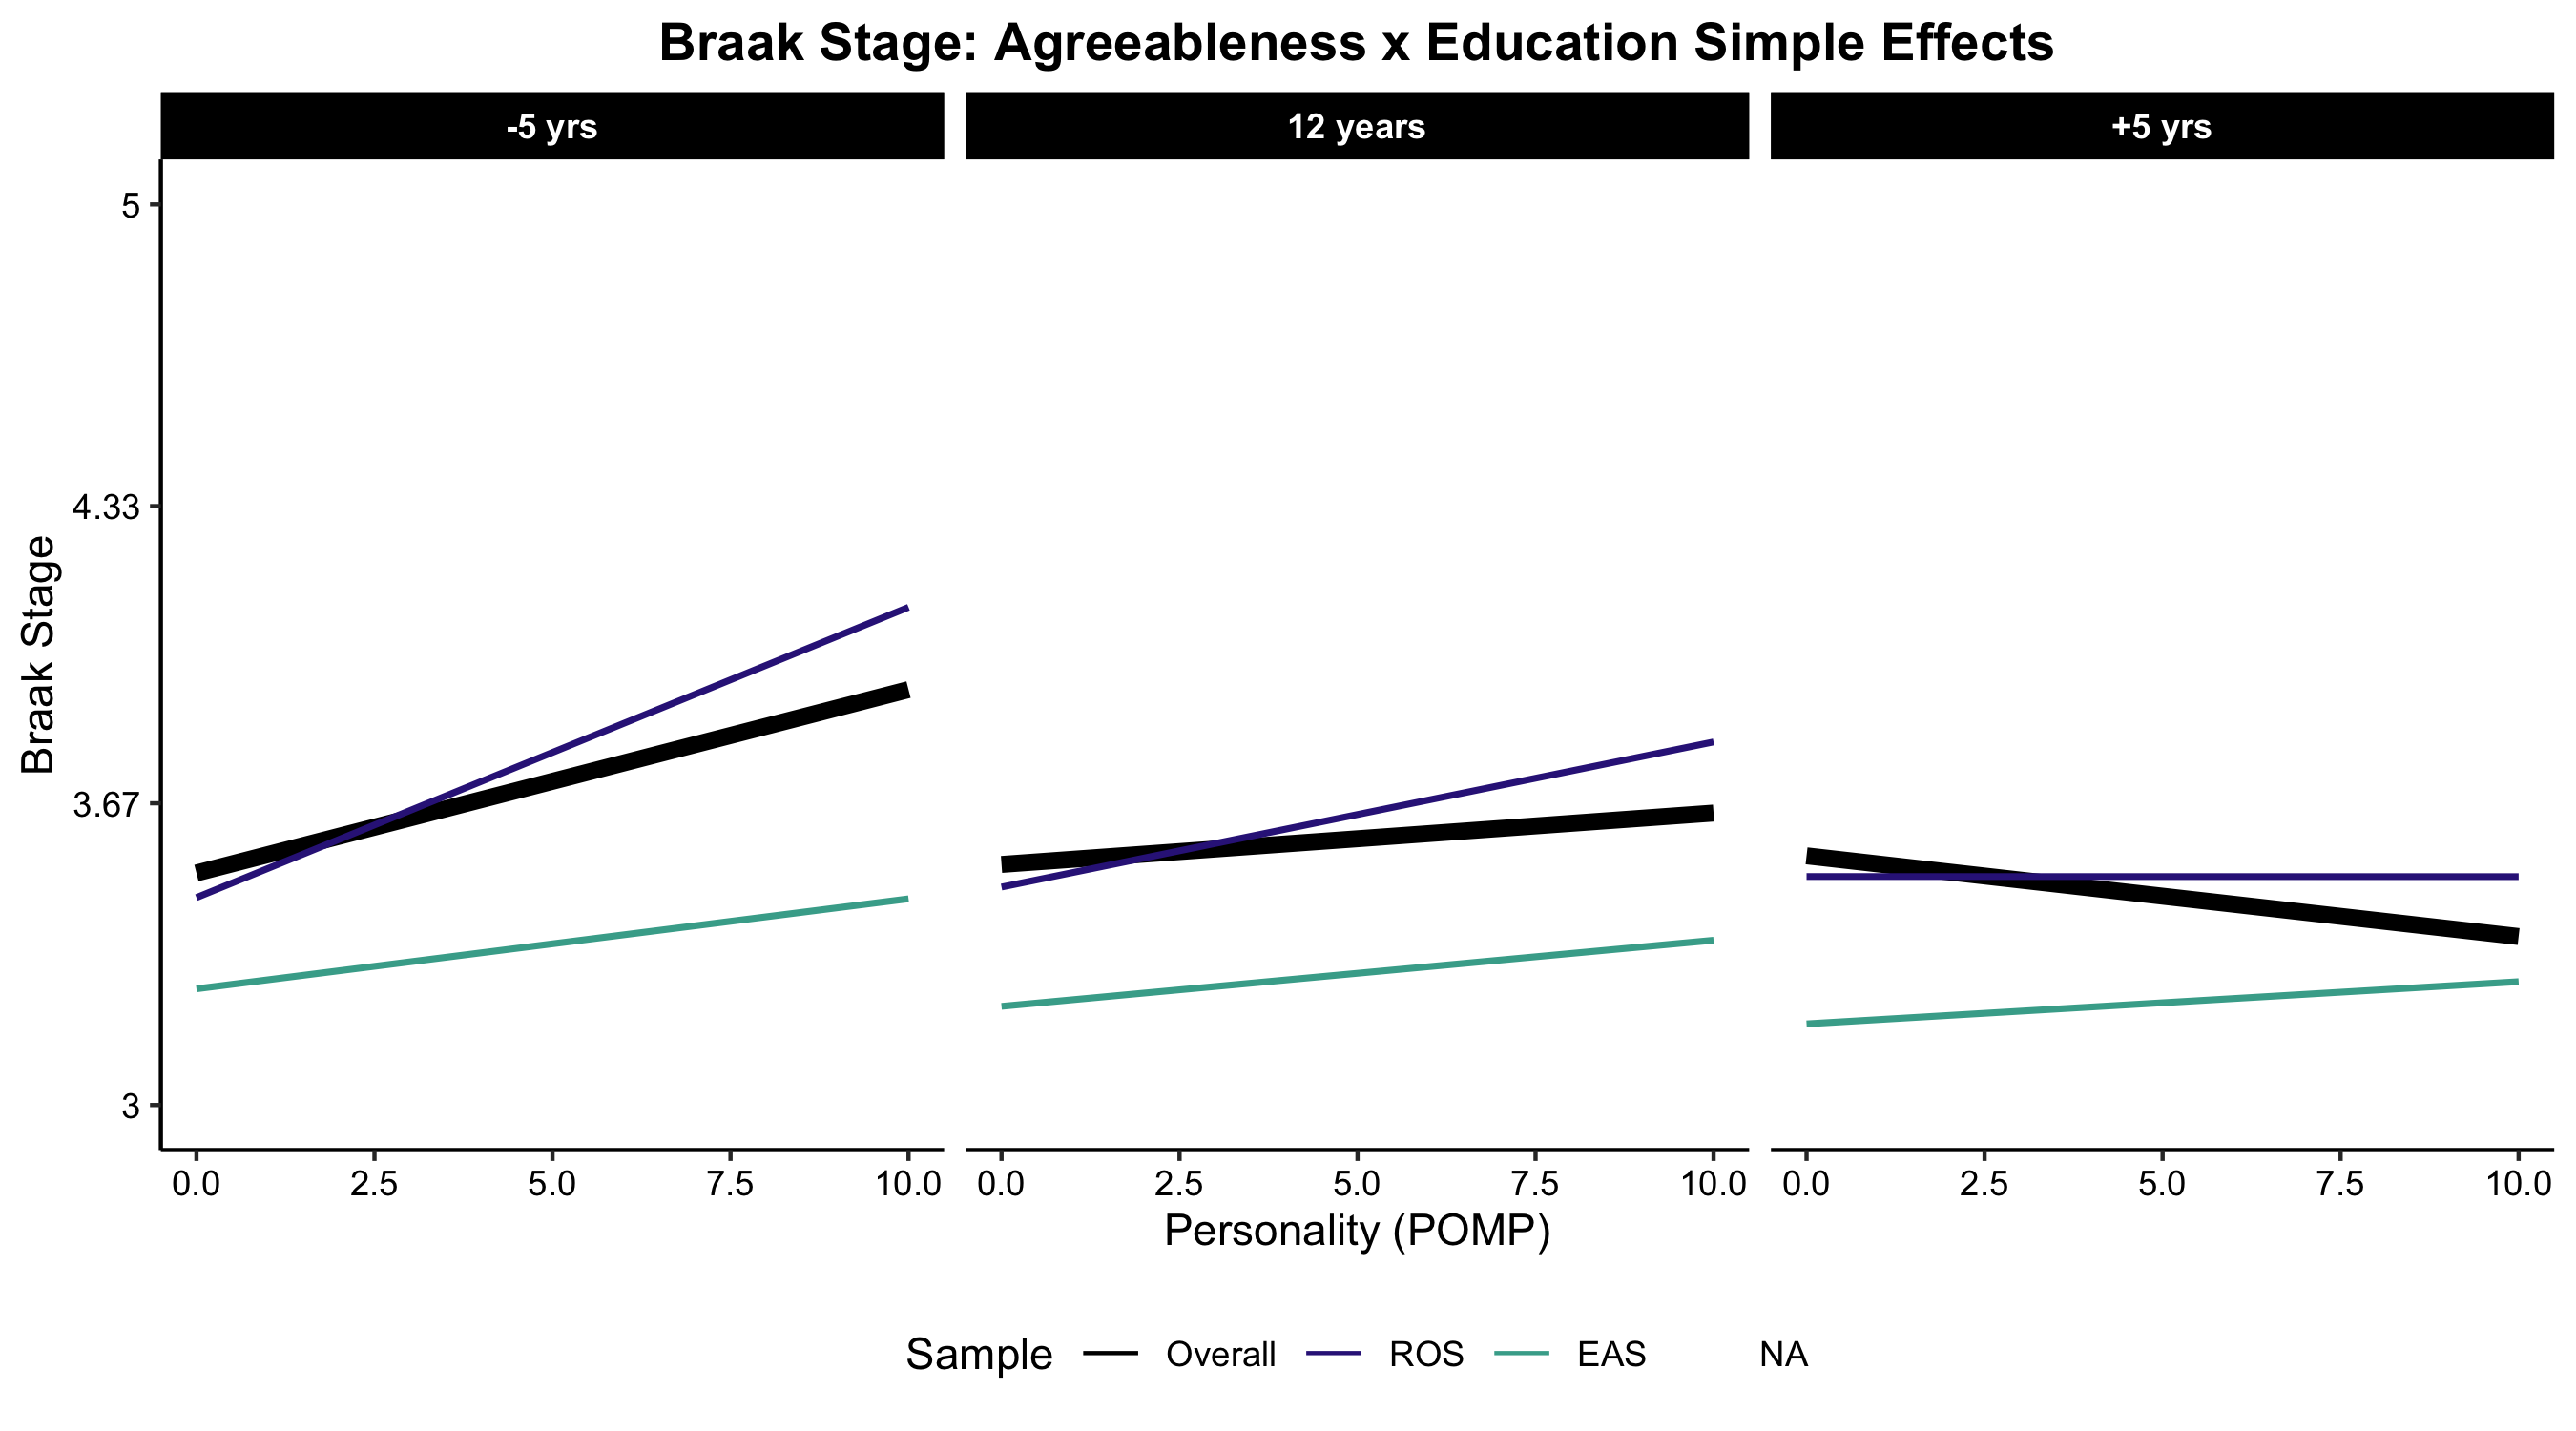 Braak Stage: Agreeableness x Education Simple Effects
-5 yrs
12 years
+5 yrs
5
4.33
3.67
3
Braak Stage
0.0 2.5 5.0 7.5 10.0
0.0 2.5 5.0 7.5 10.0
0.0 2.5 5.0 7.5 10.0
Personality (POMP)
Sample Overall ROS EAS NA